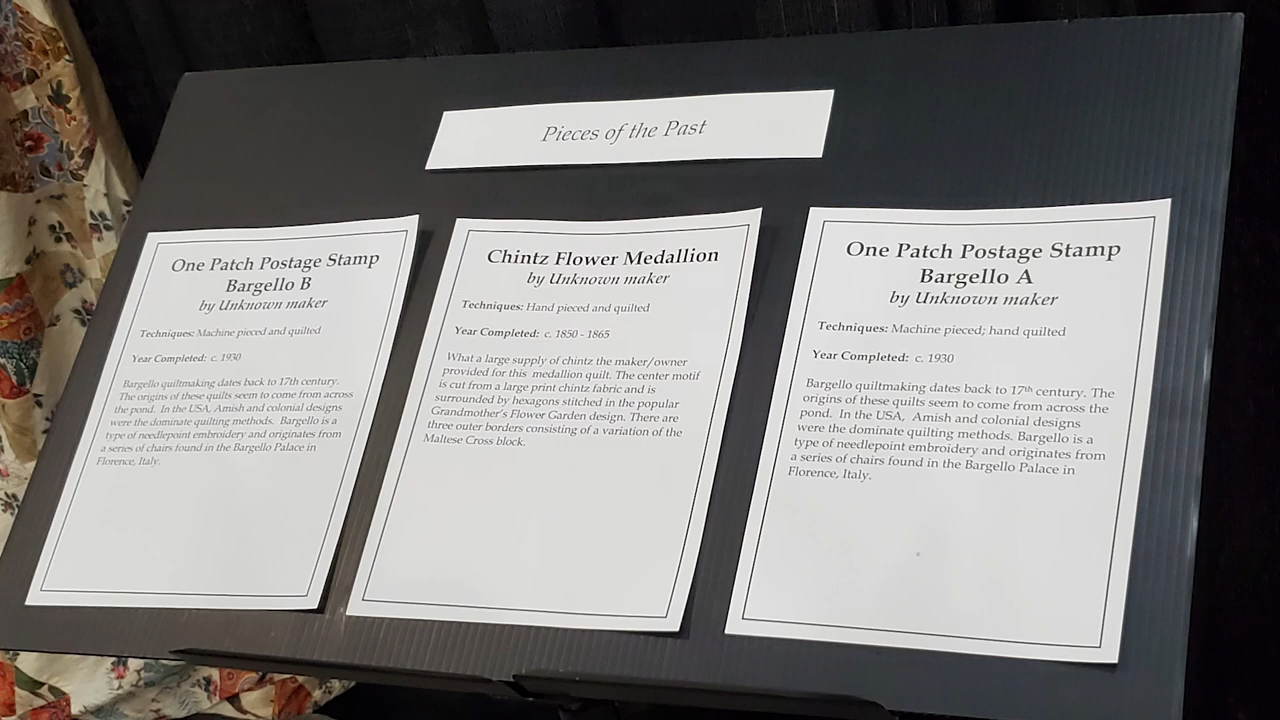 Pieces of the Past
One Patch Postage Stamp
Bargello B
by Unknown maker
Techniques: Machine pieced and quilted
Year Completed: c. 1930
Bargello quiltmaking dates back to 17th century.
The origins of these quilts seem to come from across
the pond. In the USA, Amish and colonial designs
were the dominate quilting methods. Bargello is a
type of needlepoint embroidery and originates from
a series of chairs found in the Bargello Palace in
Florence, Italy.
Chintz Flower Medallion
by Unknown maker
Techniques: Hand pieced and quilted
Year Completed: c. 1850 - 1865
What a large supply of chintz the maker/owner
provided for this medallion quilt. The center motif
is cut from a large print chintz fabric and is
surrounded by hexagons stitched in the popular
Grandmother's Flower Garden design. There are
three outer borders consisting of a variation of the
Maltese Cross block.
One Patch Postage Stamp
Bargello A
by Unknown maker
Techniques: Machine pieced; hand quilted
Year Completed: c. 1930
Bargello quiltmaking dates back to 17th century. The
origins of these quilts seem to come from across the
pond. In the USA, Amish and colonial designs
were the dominate quilting methods. Bargello is a
type of needlepoint embroidery and originates from
a series of chairs found in the Bargello Palace in
Florence, Italy.